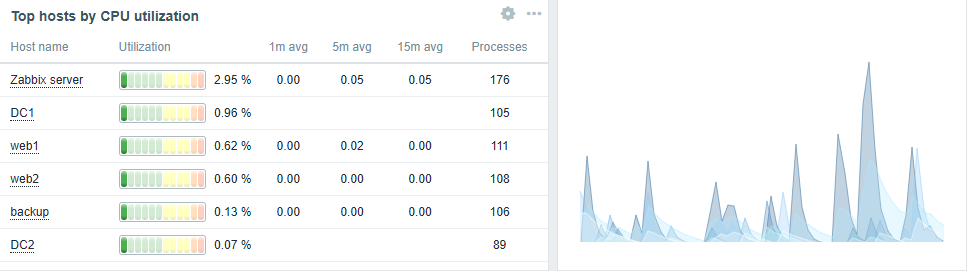 Top hosts by CPU utilization
Host name Utilization 1m avg 5m avg 15m avg Processes
Zabbix server 2.95 % 0.00 0.05 0.05 176
DC1 0.96 % 105
web1 0.62 % 0.00 0.02 0.00 111
web2 0.60 % 0.00 0.00 0.00 108
backup 0.13 % 0.00 0.00 0.00 106
DC2 0.07 % 89